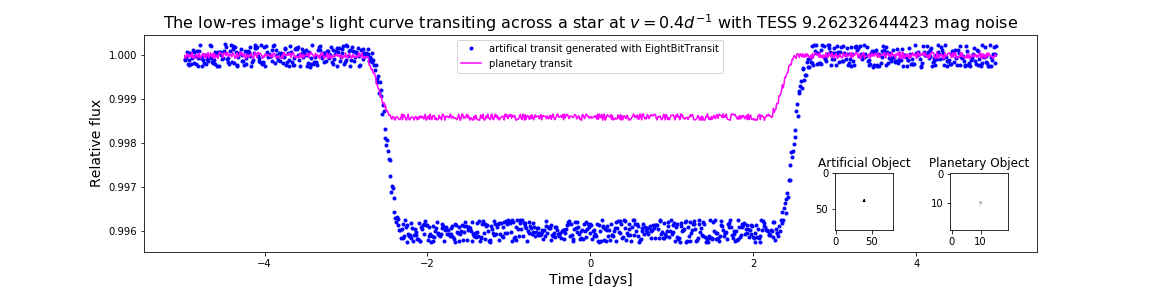 The low-res image's light curve transiting across a star at v = 0.4d⁻¹ with TESS 9.26232644423 mag noise
artifical transit generated with EightBitTransit
planetary transit
Relative flux
1.000
0.999
0.998
0.997
0.996
Artificial Object
0
50
0 50
Planetary Object
0
10
0 10
−4 −2 0 2 4
Time [days]